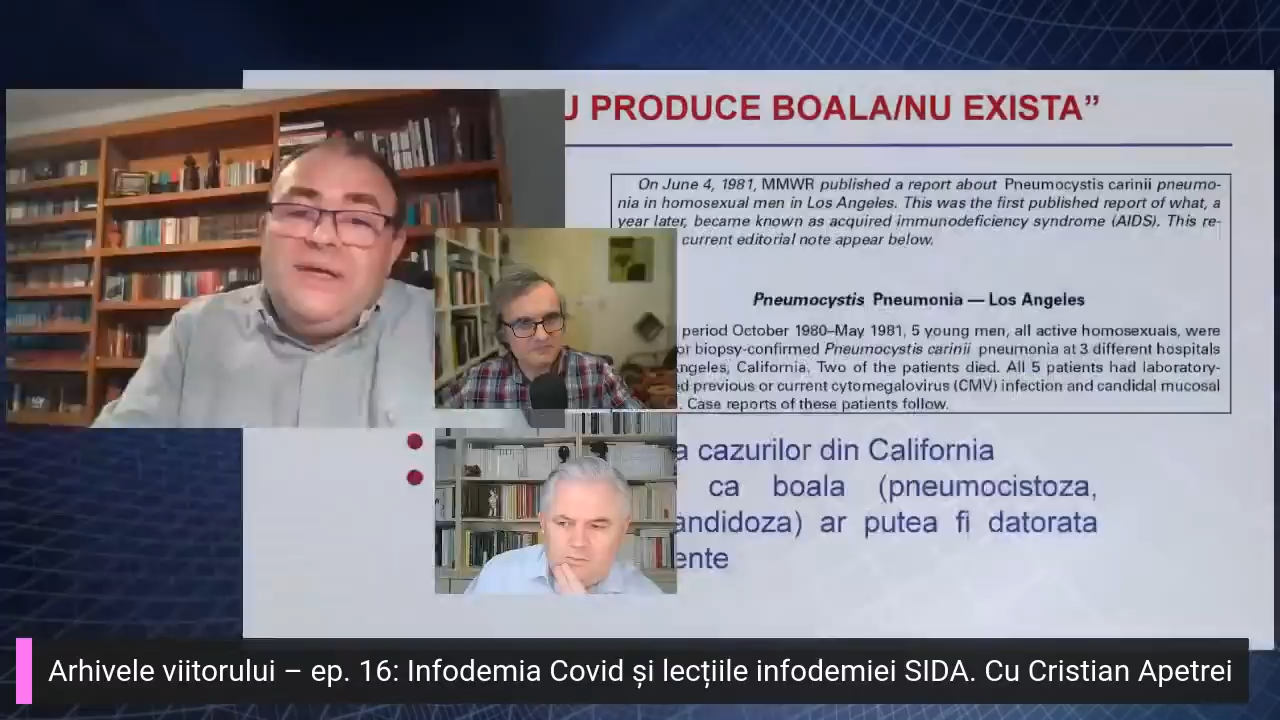 PRODUCE BOALA/NU EXISTA”
On June 4, 1981, MMWR published a report about Pneumocystis carinii pneumo-
nia in homosexual men in Los Angeles. This was the first published report of what, a
year later, became known as acquired immunodeficiency syndrome (AIDS). This re-
current editorial note appear below.
Pneumocystis Pneumonia — Los Angeles
period October 1980–May 1981, 5 young men, all active homosexuals, were
biopsy-confirmed Pneumocystis carinii pneumonia at 3 different hospitals
California. Two of the patients died. All 5 patients had laboratory-
previous or current cytomegalovirus (CMV) infection and candidal mucosal
Case reports of these patients follow.
a cazurilor din California
ca boala (pneumocistoza,
andidoza) ar putea fi datorata
ente
Arhivele viitorului – ep. 16: Infodemia Covid și lecțiile infodemiei SIDA. Cu Cristian Apetrei